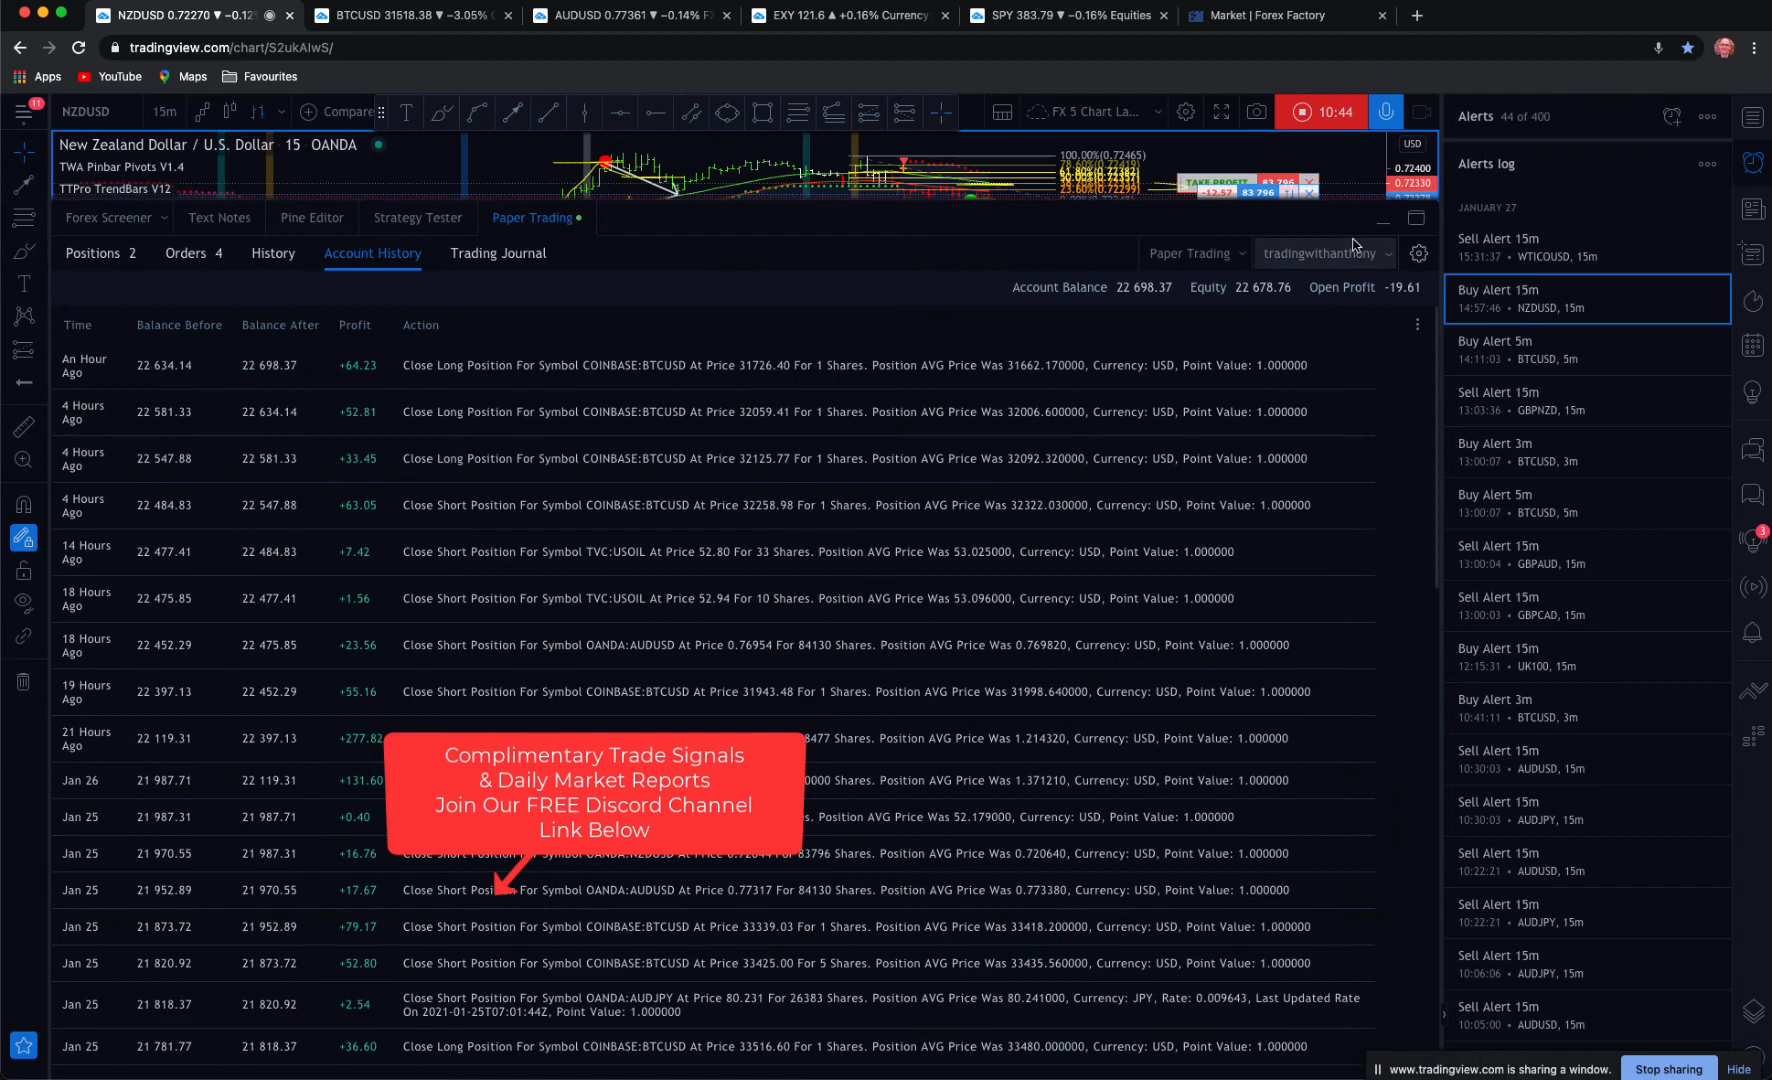 NZDUSD 0.72270 ▼ −0.12%
BTCUSD 31518.38 ▼ −3.05%
AUDUSD 0.77361 ▼ −0.14% F
EXY 121.6 ▲ +0.16% Currency
SPY 383.79 ▼ −0.16% Equities
Market | Forex Factory
tradingview.com/chart/S2ukAIwS/
Apps
YouTube
Maps
Favourites
11
NZDUSD
15m
Compare
FX 5 Chart La...
10:44
New Zealand Dollar / U.S. Dollar · 15 · OANDA
TWA Pinbar Pivots V1.4
TTPro TrendBars V12
100.00%(0.72465)
78.60%(0.72419)
23.60%(0.72299)
TAKE PROFIT
83 796
-12.57
83 796
USD
0.72400
0.72330
Forex Screener
Text Notes
Pine Editor
Strategy Tester
Paper Trading
Positions 2
Orders 4
History
Account History
Trading Journal
Paper Trading
tradingwithanthony
Account Balance 22 698.37 Equity 22 678.76 Open Profit -19.61
Time Balance Before Balance After Profit Action
An Hour Ago 22 634.14 22 698.37 +64.23 Close Long Position For Symbol COINBASE:BTCUSD At Price 31726.40 For 1 Shares. Position AVG Price Was 31662.170000, Currency: USD, Point Value: 1.000000
4 Hours Ago 22 581.33 22 634.14 +52.81 Close Long Position For Symbol COINBASE:BTCUSD At Price 32059.41 For 1 Shares. Position AVG Price Was 32006.600000, Currency: USD, Point Value: 1.000000
4 Hours Ago 22 547.88 22 581.33 +33.45 Close Long Position For Symbol COINBASE:BTCUSD At Price 32125.77 For 1 Shares. Position AVG Price Was 32092.320000, Currency: USD, Point Value: 1.000000
4 Hours Ago 22 484.83 22 547.88 +63.05 Close Short Position For Symbol COINBASE:BTCUSD At Price 32258.98 For 1 Shares. Position AVG Price Was 32322.030000, Currency: USD, Point Value: 1.000000
14 Hours Ago 22 477.41 22 484.83 +7.42 Close Short Position For Symbol TVC:USOIL At Price 52.80 For 33 Shares. Position AVG Price Was 53.025000, Currency: USD, Point Value: 1.000000
18 Hours Ago 22 475.85 22 477.41 +1.56 Close Short Position For Symbol TVC:USOIL At Price 52.94 For 10 Shares. Position AVG Price Was 53.096000, Currency: USD, Point Value: 1.000000
18 Hours Ago 22 452.29 22 475.85 +23.56 Close Short Position For Symbol OANDA:AUDUSD At Price 0.76954 For 84130 Shares. Position AVG Price Was 0.769820, Currency: USD, Point Value: 1.000000
19 Hours Ago 22 397.13 22 452.29 +55.16 Close Short Position For Symbol COINBASE:BTCUSD At Price 31943.48 For 1 Shares. Position AVG Price Was 31998.640000, Currency: USD, Point Value: 1.000000
21 Hours Ago 22 119.31 22 397.13 +277.82 8477 Shares. Position AVG Price Was 1.214320, Currency: USD, Point Value: 1.000000
Jan 26 21 987.71 22 119.31 +131.60 0000 Shares. Position AVG Price Was 1.371210, Currency: USD, Point Value: 1.000000
Jan 25 21 987.31 21 987.71 +0.40 s. Position AVG Price Was 52.179000, Currency: USD, Point Value: 1.000000
Jan 25 21 970.55 21 987.31 +16.76 Close Short Position For Symbol OANDA:NZDUSD At Price 0.72044 For 83796 Shares. Position AVG Price Was 0.720640, Currency: USD, Point Value: 1.000000
Jan 25 21 952.89 21 970.55 +17.67 Close Short Position For Symbol OANDA:AUDUSD At Price 0.77317 For 84130 Shares. Position AVG Price Was 0.773380, Currency: USD, Point Value: 1.000000
Jan 25 21 873.72 21 952.89 +79.17 Close Short Position For Symbol COINBASE:BTCUSD At Price 33339.03 For 1 Shares. Position AVG Price Was 33418.200000, Currency: USD, Point Value: 1.000000
Jan 25 21 820.92 21 873.72 +52.80 Close Short Position For Symbol COINBASE:BTCUSD At Price 33425.00 For 5 Shares. Position AVG Price Was 33435.560000, Currency: USD, Point Value: 1.000000
Jan 25 21 818.37 21 820.92 +2.54 Close Short Position For Symbol OANDA:AUDJPY At Price 80.231 For 26383 Shares. Position AVG Price Was 80.241000, Currency: JPY, Rate: 0.009643, Last Updated Rate
On 2021-01-25T07:01:44Z, Point Value: 1.000000
Jan 25 21 781.77 21 818.37 +36.60 Close Long Position For Symbol COINBASE:BTCUSD At Price 33516.60 For 1 Shares. Position AVG Price Was 33480.000000, Currency: USD, Point Value: 1.000000
Complimentary Trade Signals
& Daily Market Reports
Join Our FREE Discord Channel
Link Below
Alerts 44 of 400
Alerts log
JANUARY 27
Sell Alert 15m
15:31:37 • WTICOUSD, 15m
Buy Alert 15m
14:57:46 • NZDUSD, 15m
Buy Alert 5m
14:11:03 • BTCUSD, 5m
Sell Alert 15m
13:03:36 • GBPNZD, 15m
Buy Alert 3m
13:00:07 • BTCUSD, 3m
Buy Alert 5m
13:00:07 • BTCUSD, 5m
Sell Alert 15m
13:00:04 • GBPAUD, 15m
Sell Alert 15m
13:00:03 • GBPCAD, 15m
Buy Alert 15m
12:15:31 • UK100, 15m
Buy Alert 3m
10:41:11 • BTCUSD, 3m
Sell Alert 15m
10:30:03 • AUDUSD, 15m
Sell Alert 15m
10:30:03 • AUDJPY, 15m
Sell Alert 15m
10:22:21 • AUDUSD, 15m
Sell Alert 15m
10:22:21 • AUDJPY, 15m
Sell Alert 15m
10:06:06 • AUDJPY, 15m
Sell Alert 15m
10:05:00 • AUDUSD, 15m
3
www.tradingview.com is sharing a window.
Stop sharing
Hide